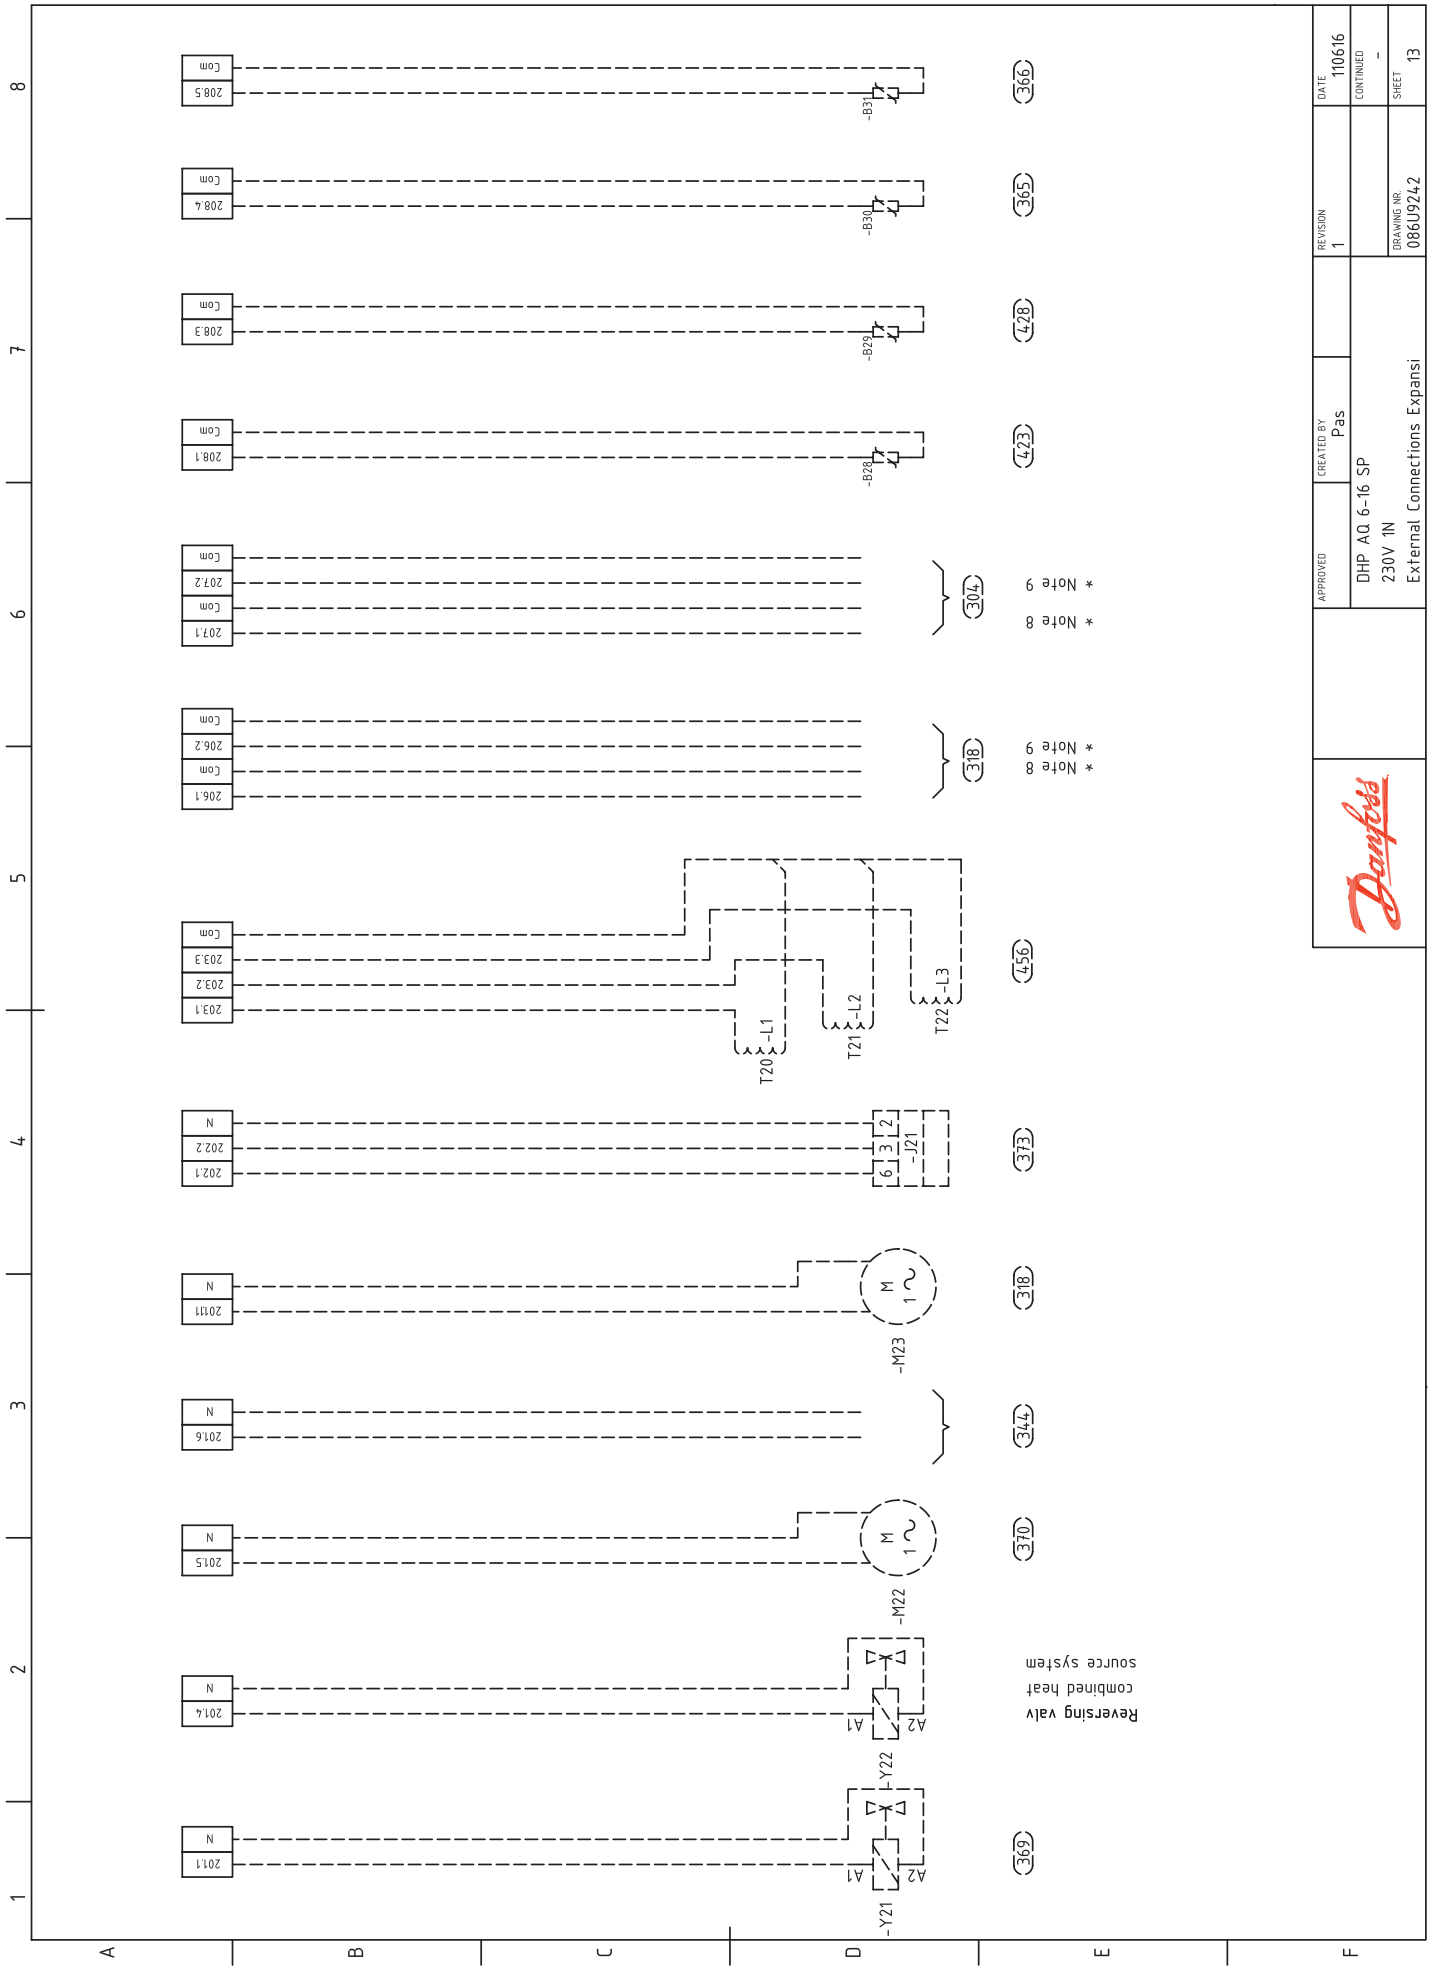 1
2
3
4
5
6
7
8
A
B
C
D
E
F
201.1
N
A1
A2
-Y21
369
201.4
N
A1
A2
-Y22
Reversing valv
combined heat
source system
201.5
N
M
1
-M22
370
201.6
N
344
20111
N
M
1
-M23
318
202.1
202.2
N
6
3
2
-J21
373
203.1
203.2
203.3
Com
T20
-L1
T21
-L2
T22
-L3
456
206.1
Com
206.2
Com
318
* Note 8
* Note 9
207.1
Com
207.2
Com
304
* Note 8
* Note 9
208.1
Com
-B28
423
208.3
Com
-B29
428
208.4
Com
-B30
365
208.5
Com
-B31
366
Danfoss
APPROVED
CREATED BY
Pas
REVISION
1
DATE
110616
DHP AQ 6-16 SP
230V 1N
External Connections Expansi
CONTINUED
-
DRAWING NR.
086U9242
SHEET
13